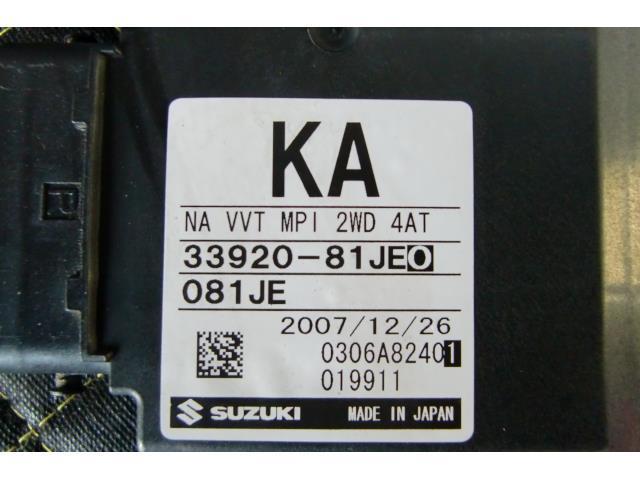 KA
NA VVT MPI 2WD 4AT
33920-81JE0
081JE
2007/12/26
0306A82401
019911
SUZUKI MADE IN JAPAN
P